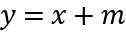 y = x + m